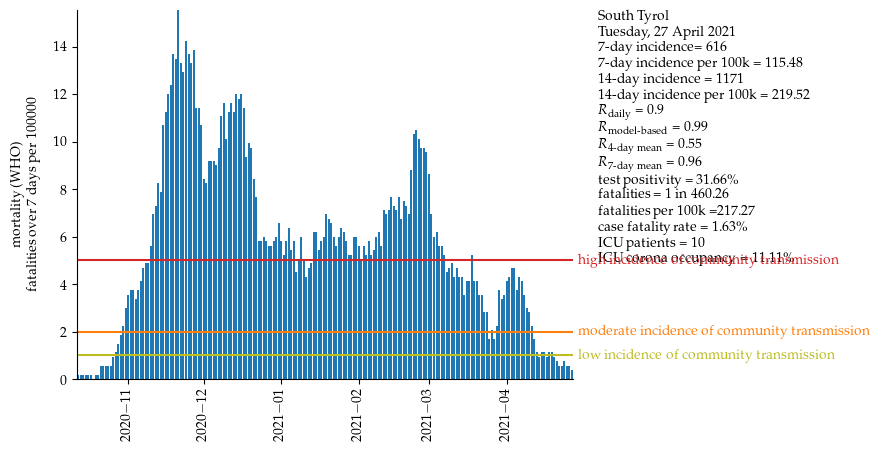 South Tyrol
Tuesday, 27 April 2021
7-day incidence= 616
7-day incidence per 100k = 115.48
14-day incidence = 1171
14-day incidence per 100k = 219.52
R daily = 0.9
R model-based = 0.99
R 4-day mean = 0.55
R 7-day mean = 0.96
test positivity = 31.66%
fatalities = 1 in 460.26
fatalities per 100k =217.27
case fatality rate = 1.63%
ICU patients = 10
ICU corona occupancy = 11.11%
high incidence of community transmission
moderate incidence of community transmission
low incidence of community transmission
mortality (WHO)
fatalities over 7 days per 100000
14
12
10
8
6
4
2
0
2020−11
2020−12
2021−01
2021−02
2021−03
2021−04